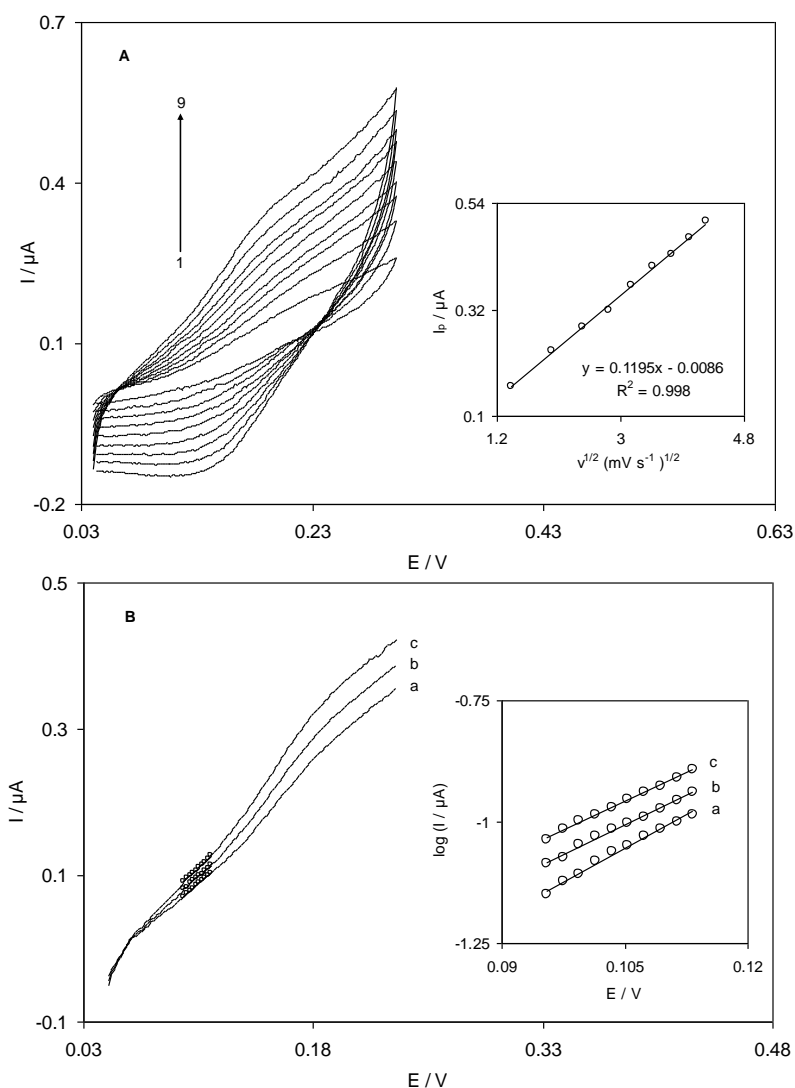 A
0.7
0.4
0.1
-0.2
I / µA
9
1
0.03
0.23
0.43
0.63
E / V
0.54
0.32
0.1
Ip / µA
y = 0.1195x - 0.0086
R² = 0.998
1.2
3
4.8
v1/2 (mV s-1 )1/2
B
0.5
0.3
0.1
-0.1
I / µA
c
b
a
0.03
0.18
0.33
0.48
E / V
-0.75
-1
-1.25
log (I / µA)
c
b
a
0.09
0.105
0.12
E / V